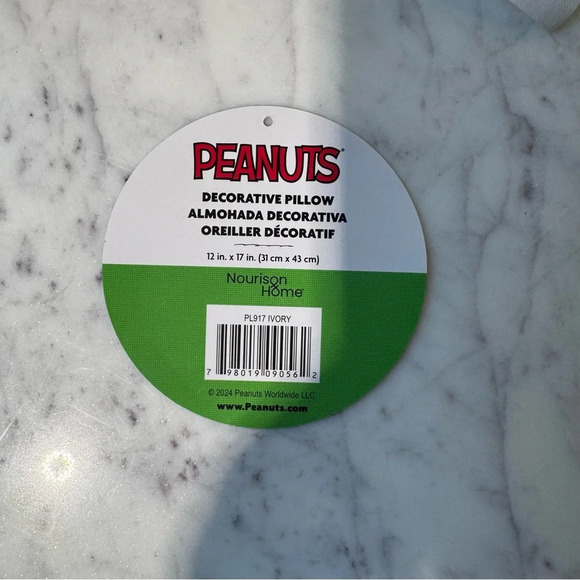 PEANUTS®
DECORATIVE PILLOW
ALMOHADA DECORATIVA
OREILLER DÉCORATIF
12 in. x 17 in. (31 cm x 43 cm)
Nourison
Home™
PL917 IVORY
7 98019 09056 2
© 2024 Peanuts Worldwide LLC
www.Peanuts.com